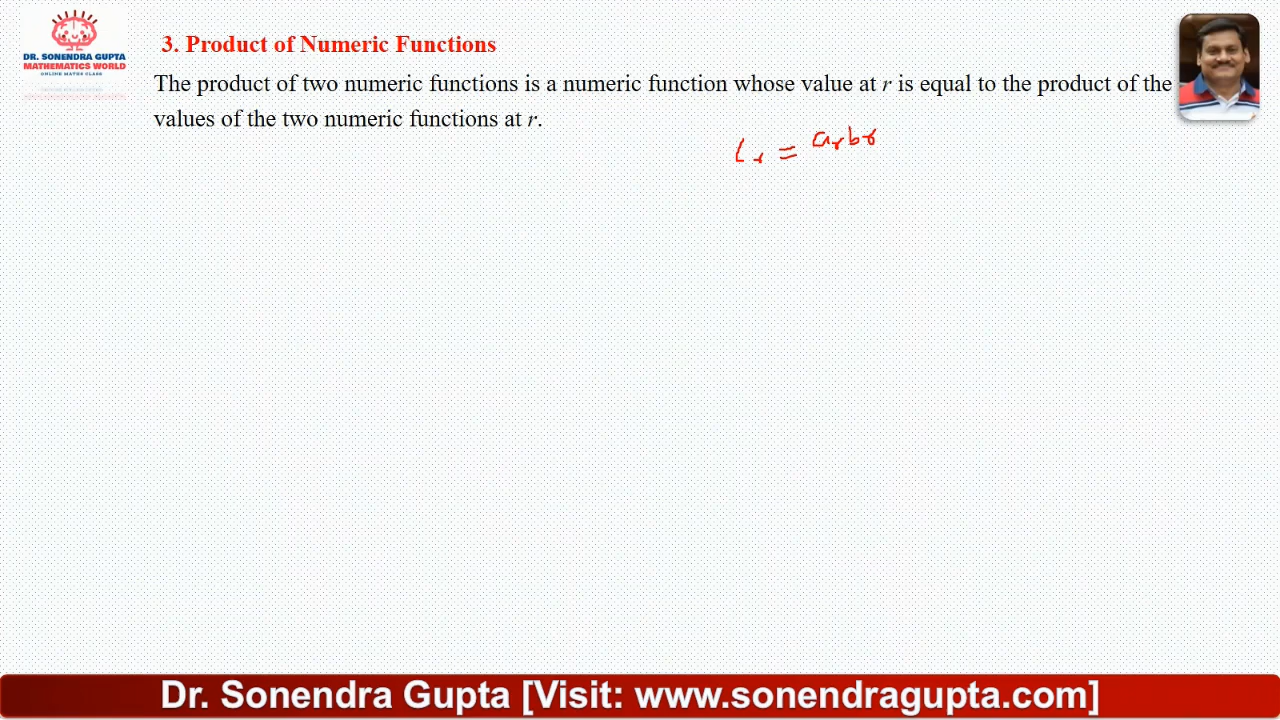 DR. SONENDRA GUPTA
MATHEMATICS WORLD
ONLINE MATHS CLASS
3. Product of Numeric Functions
The product of two numeric functions is a numeric function whose value at r is equal to the product of the
values of the two numeric functions at r.
Cr = ar br
Dr. Sonendra Gupta [Visit: www.sonendragupta.com]